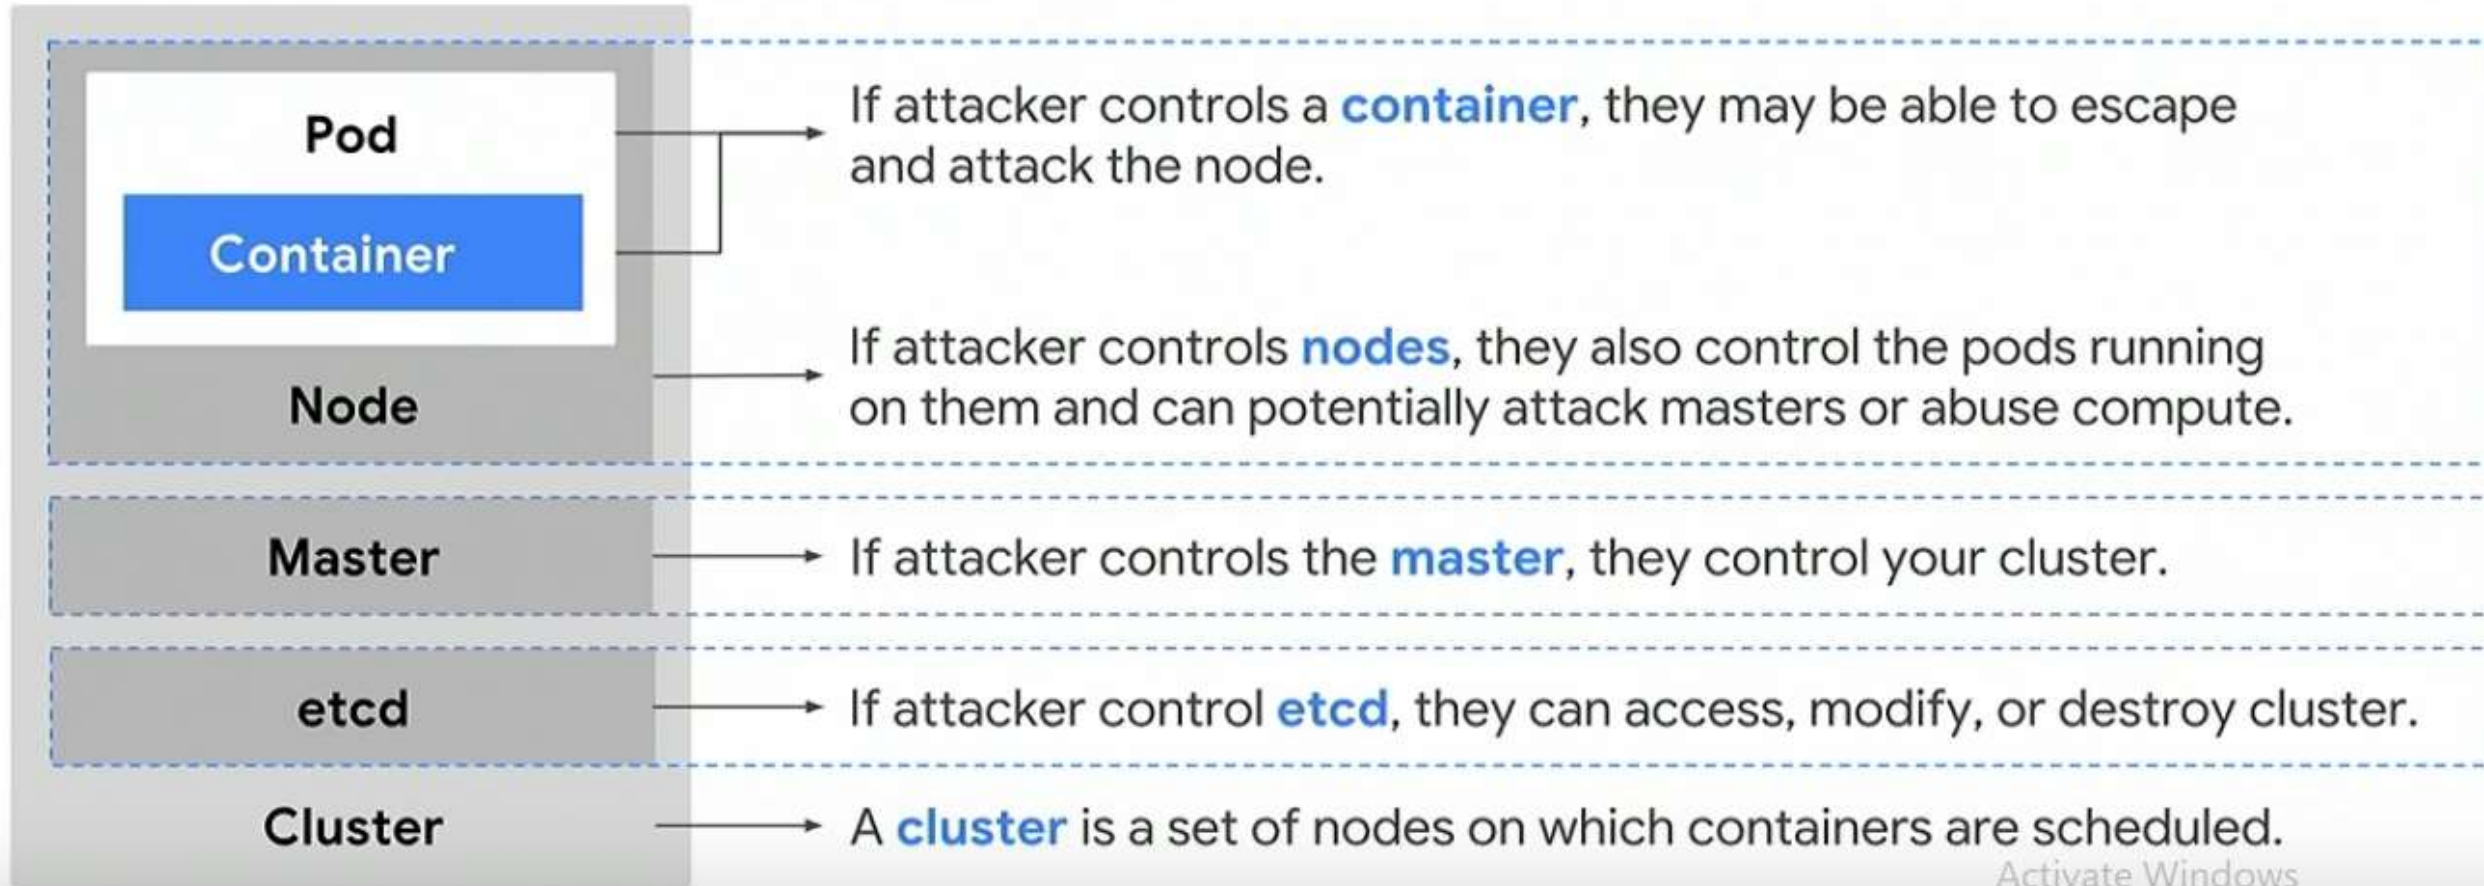 Pod
Container
If attacker controls a container, they may be able to escape
and attack the node.
Node
If attacker controls nodes, they also control the pods running
on them and can potentially attack masters or abuse compute.
Master
If attacker controls the master, they control your cluster.
etcd
If attacker control etcd, they can access, modify, or destroy cluster.
Cluster
A cluster is a set of nodes on which containers are scheduled.
Activate Windows